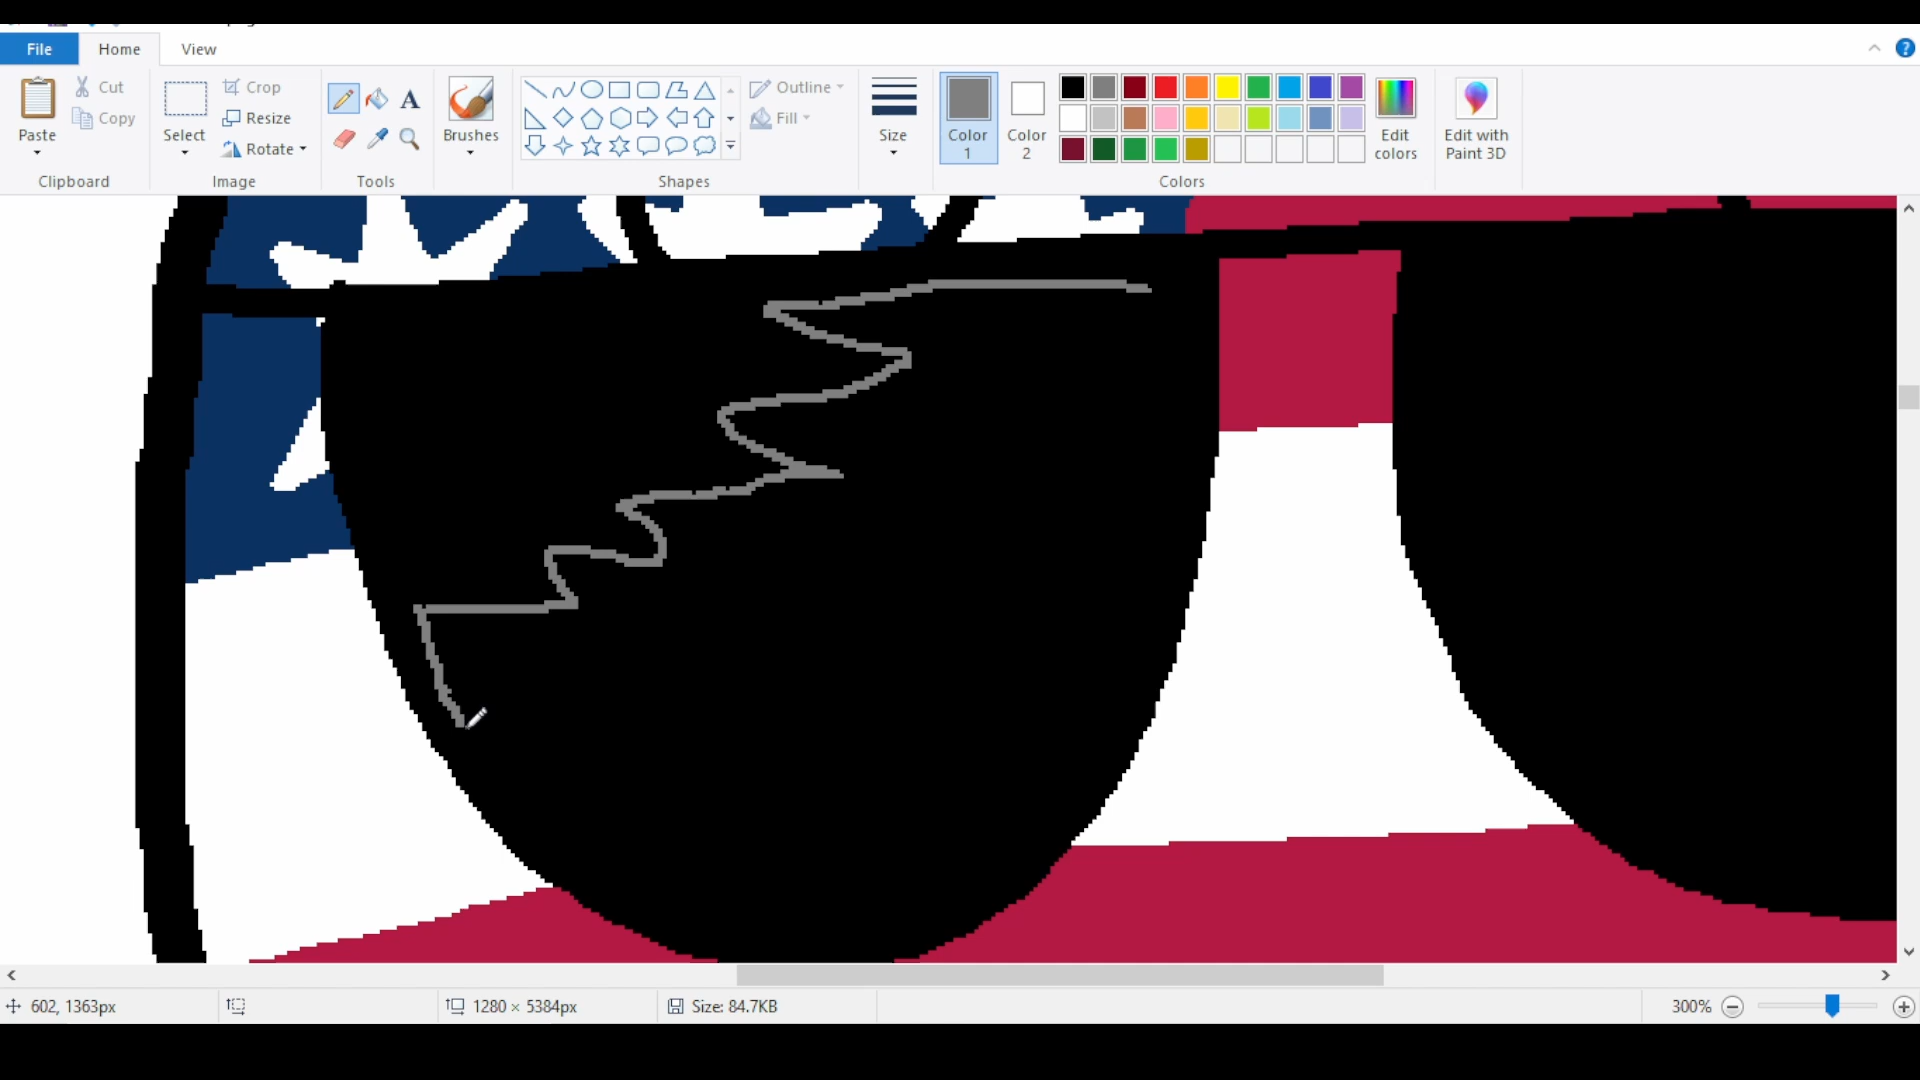 File Home View
Paste Cut Copy
Select Crop Resize Rotate
A
Brushes
Outline Fill
Size
Color 1 Color 2
Edit colors
Edit with Paint 3D
?
Clipboard Image Tools Shapes Colors
602, 1363px 1280 × 5384px Size: 84.7KB 300%